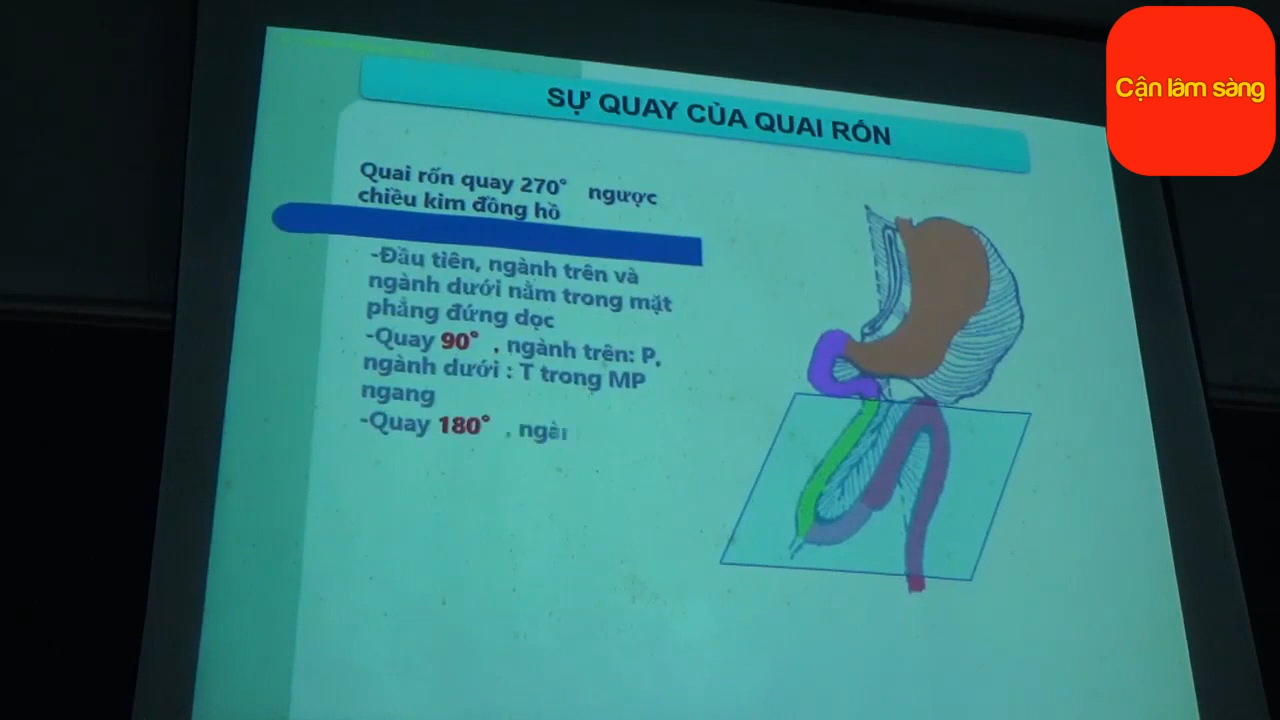 Cận lâm sàng
SỰ QUAY CỦA QUAI RỐN
Quai rốn quay 270° ngược
chiều kim đồng hồ
-Đầu tiên, ngành trên và
ngành dưới nằm trong mặt
phẳng đứng dọc
-Quay 90° , ngành trên: P,
ngành dưới : T trong MP
ngang
-Quay 180° , ngàn